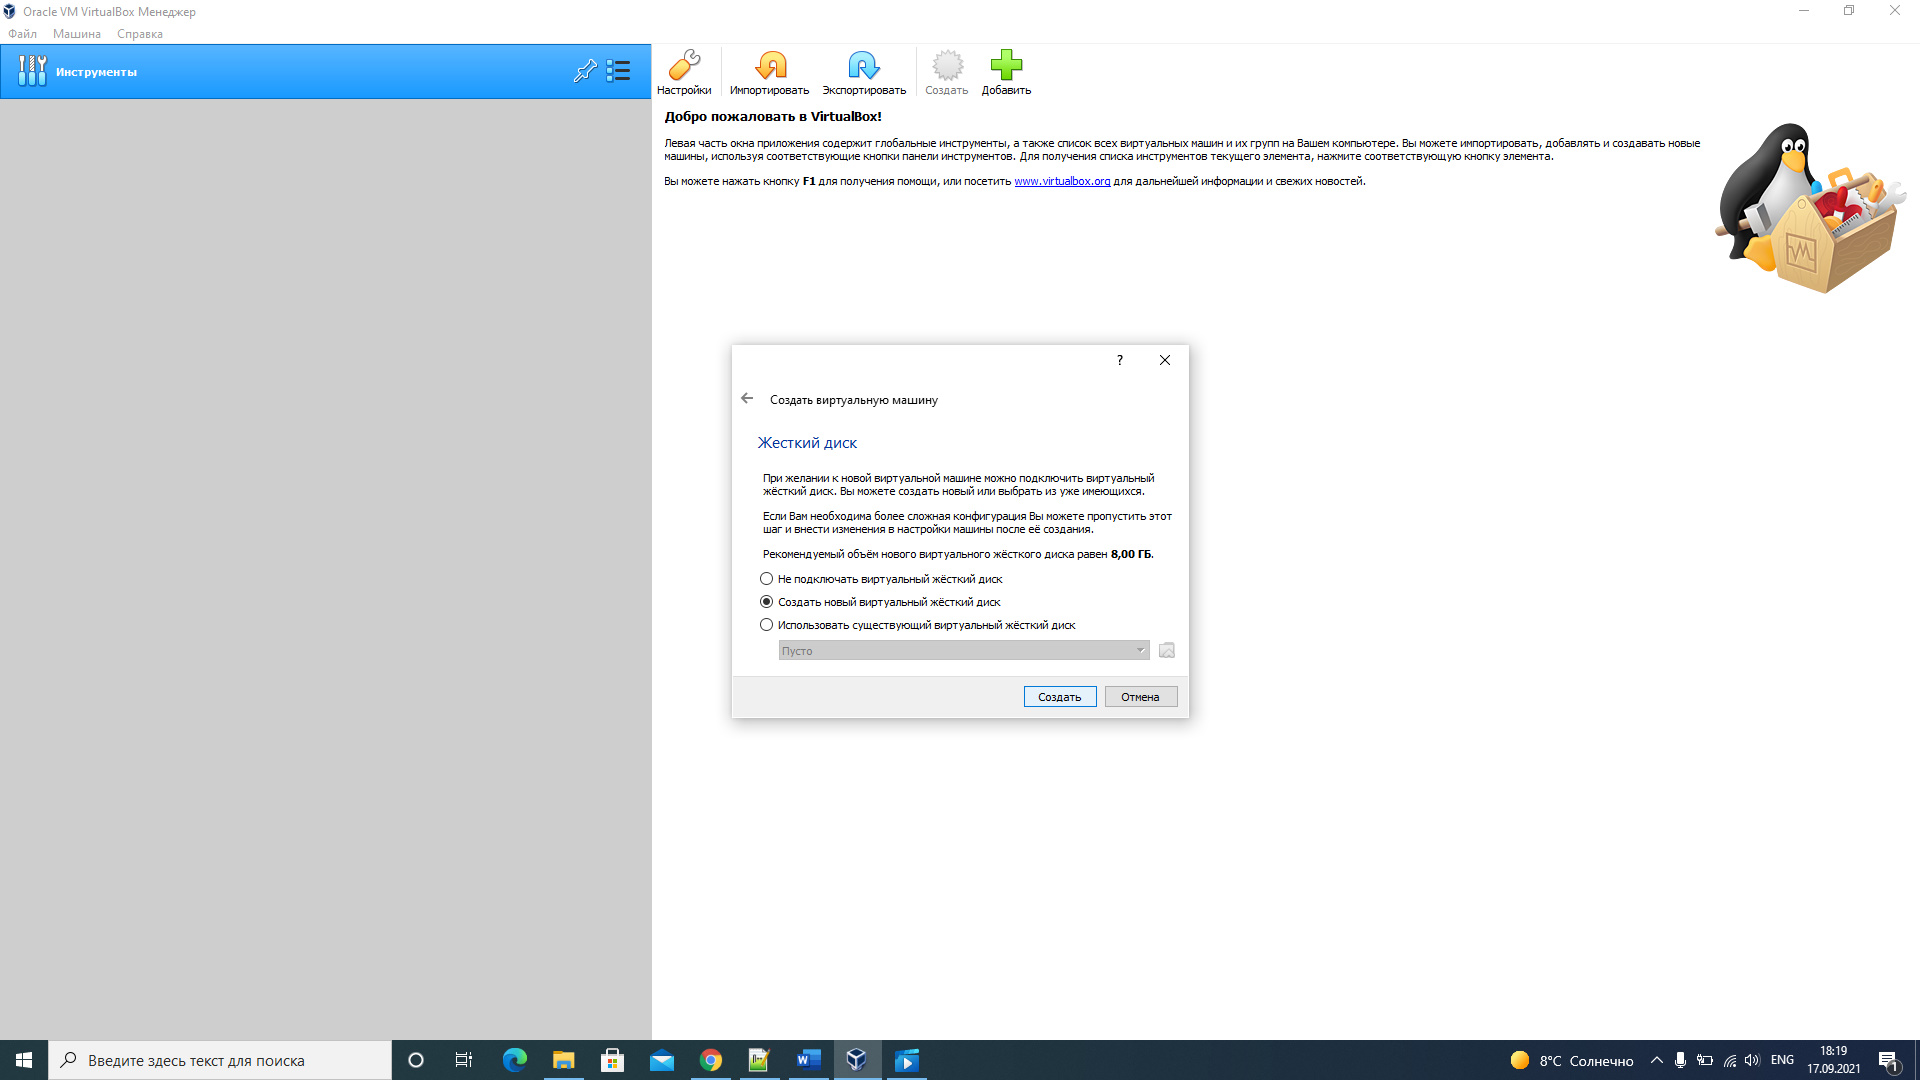 Oracle VM VirtualBox Менеджер
Файл Машина Справка
Инструменты
Настройки Импортировать Экспортировать Создать Добавить
Добро пожаловать в VirtualBox!
Левая часть окна приложения содержит глобальные инструменты, а также список всех виртуальных машин и их групп на Вашем компьютере. Вы можете импортировать, добавлять и создавать новые
машины, используя соответствующие кнопки панели инструментов. Для получения списка инструментов текущего элемента, нажмите соответствующую кнопку элемента.
Вы можете нажать кнопку F1 для получения помощи, или посетить www.virtualbox.org для дальнейшей информации и свежих новостей.
?
Создать виртуальную машину
Жесткий диск
При желании к новой виртуальной машине можно подключить виртуальный
жёсткий диск. Вы можете создать новый или выбрать из уже имеющихся.
Если Вам необходима более сложная конфигурация Вы можете пропустить этот
шаг и внести изменения в настройки машины после её создания.
Рекомендуемый объём нового виртуального жёсткого диска равен 8,00 ГБ.
Не подключать виртуальный жёсткий диск
Создать новый виртуальный жёсткий диск
Использовать существующий виртуальный жёсткий диск
Пусто
Создать Отмена
Введите здесь текст для поиска
8°C Солнечно
ENG
18:19
17.09.2021
1